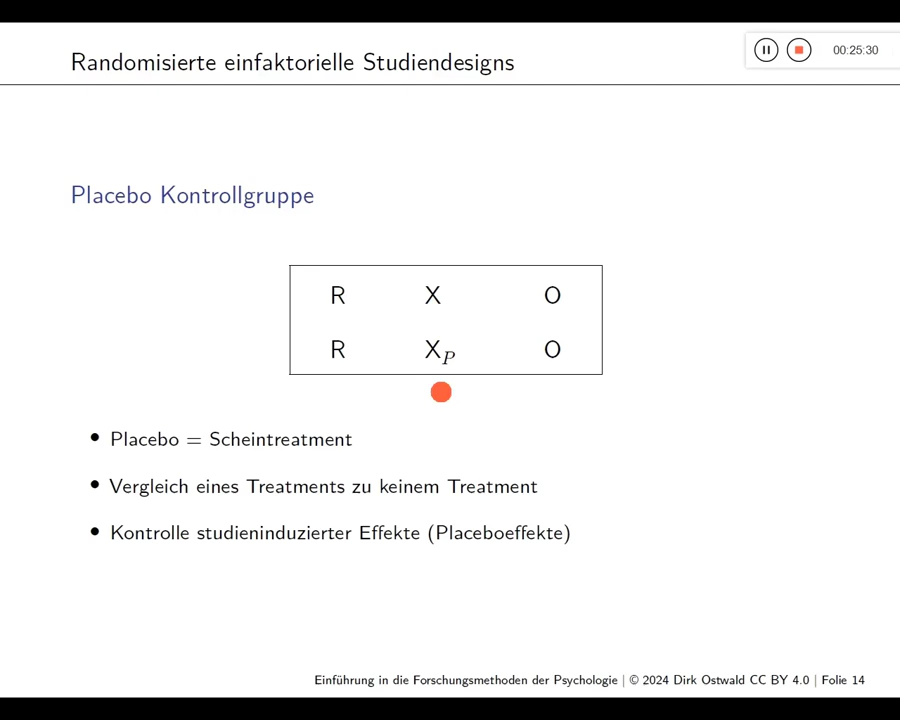 Randomisierte einfaktorielle Studiendesigns
00:25:30
Placebo Kontrollgruppe
R X O
R X_P O
• Placebo = Scheintreatment
• Vergleich eines Treatments zu keinem Treatment
• Kontrolle studieninduzierter Effekte (Placeboeffekte)
Einführung in die Forschungsmethoden der Psychologie | © 2024 Dirk Ostwald CC BY 4.0 | Folie 14